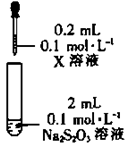 0.2 mL
0.1 mol·L⁻¹
X 溶液
2 mL
0.1 mol·L⁻¹
Na₂S₂O₃ 溶液